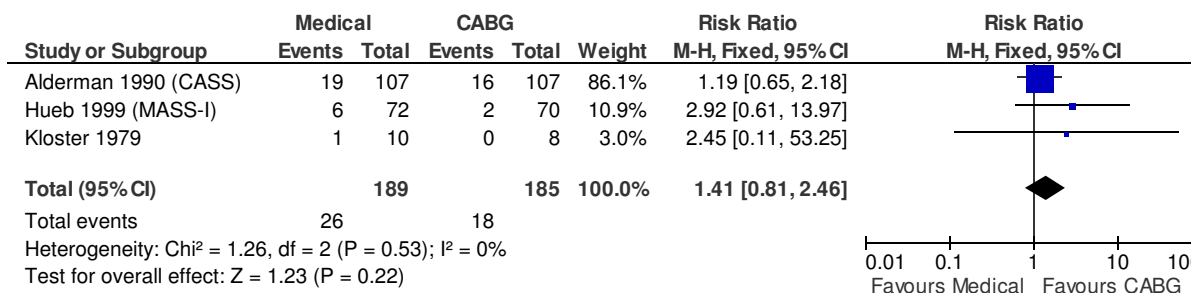 Medical CABG Risk Ratio Risk Ratio
Study or Subgroup Events Total Events Total Weight M-H, Fixed, 95% CI M-H, Fixed, 95% CI
Alderman 1990 (CASS) 19 107 16 107 86.1% 1.19 [0.65, 2.18]
Hueb 1999 (MASS-I) 6 72 2 70 10.9% 2.92 [0.61, 13.97]
Kloster 1979 1 10 0 8 3.0% 2.45 [0.11, 53.25]
Total (95% CI) 189 185 100.0% 1.41 [0.81, 2.46]
Total events 26 18
Heterogeneity: Chi² = 1.26, df = 2 (P = 0.53); I² = 0%
Test for overall effect: Z = 1.23 (P = 0.22)
0.01 0.1 1 10 10
Favours Medical Favours CABG